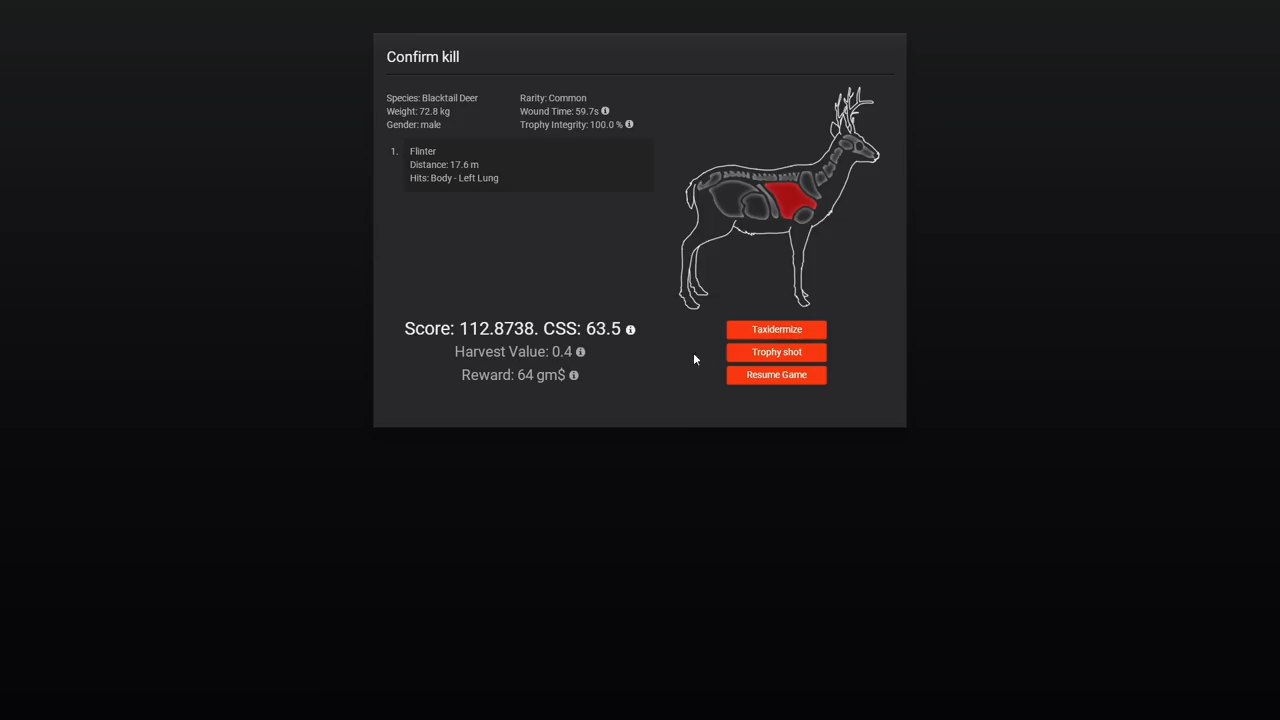 Confirm kill
Species: Blacktail Deer
Weight: 72.8 kg
Gender: male
Rarity: Common
Wound Time: 59.7s
Trophy Integrity: 100.0 %
1. Flinter
Distance: 17.6 m
Hits: Body - Left Lung
Score: 112.8738. CSS: 63.5
Harvest Value: 0.4
Reward: 64 gm$
Taxidermize
Trophy shot
Resume Game